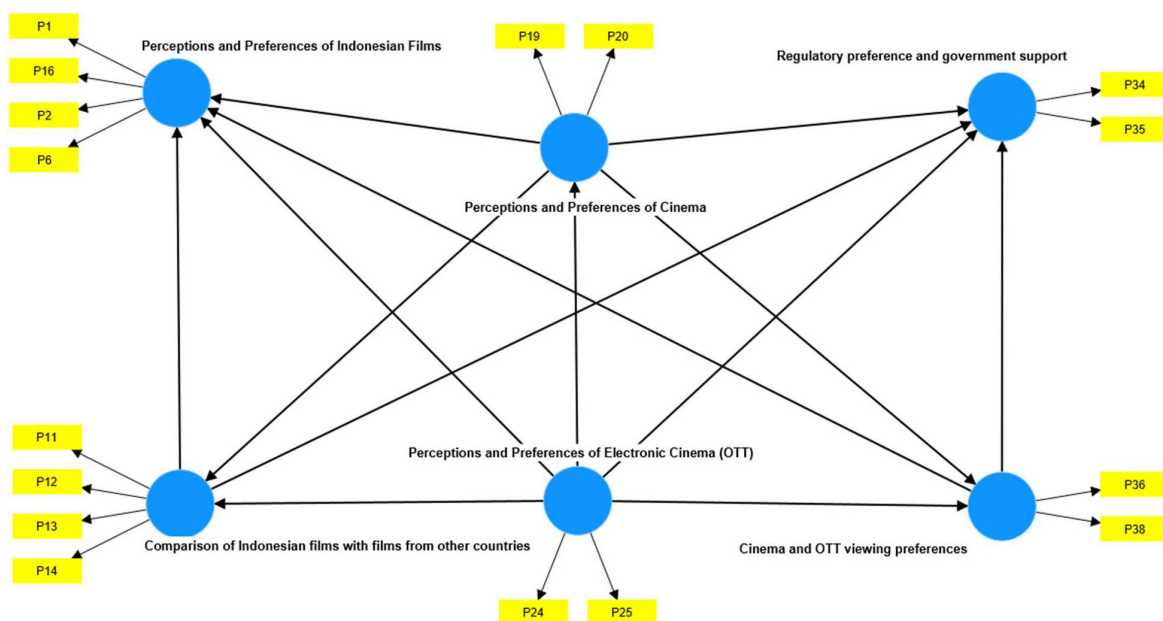 P1
Perceptions and Preferences of Indonesian Films
P19
P20
Regulatory preference and government support
P16
P34
P2
P35
P6
Perceptions and Preferences of Cinema
P11
Perceptions and Preferences of Electronic Cinema (OTT)
P12
P36
P13
P38
Comparison of Indonesian films with films from other countries
Cinema and OTT viewing preferences
P14
P24
P25